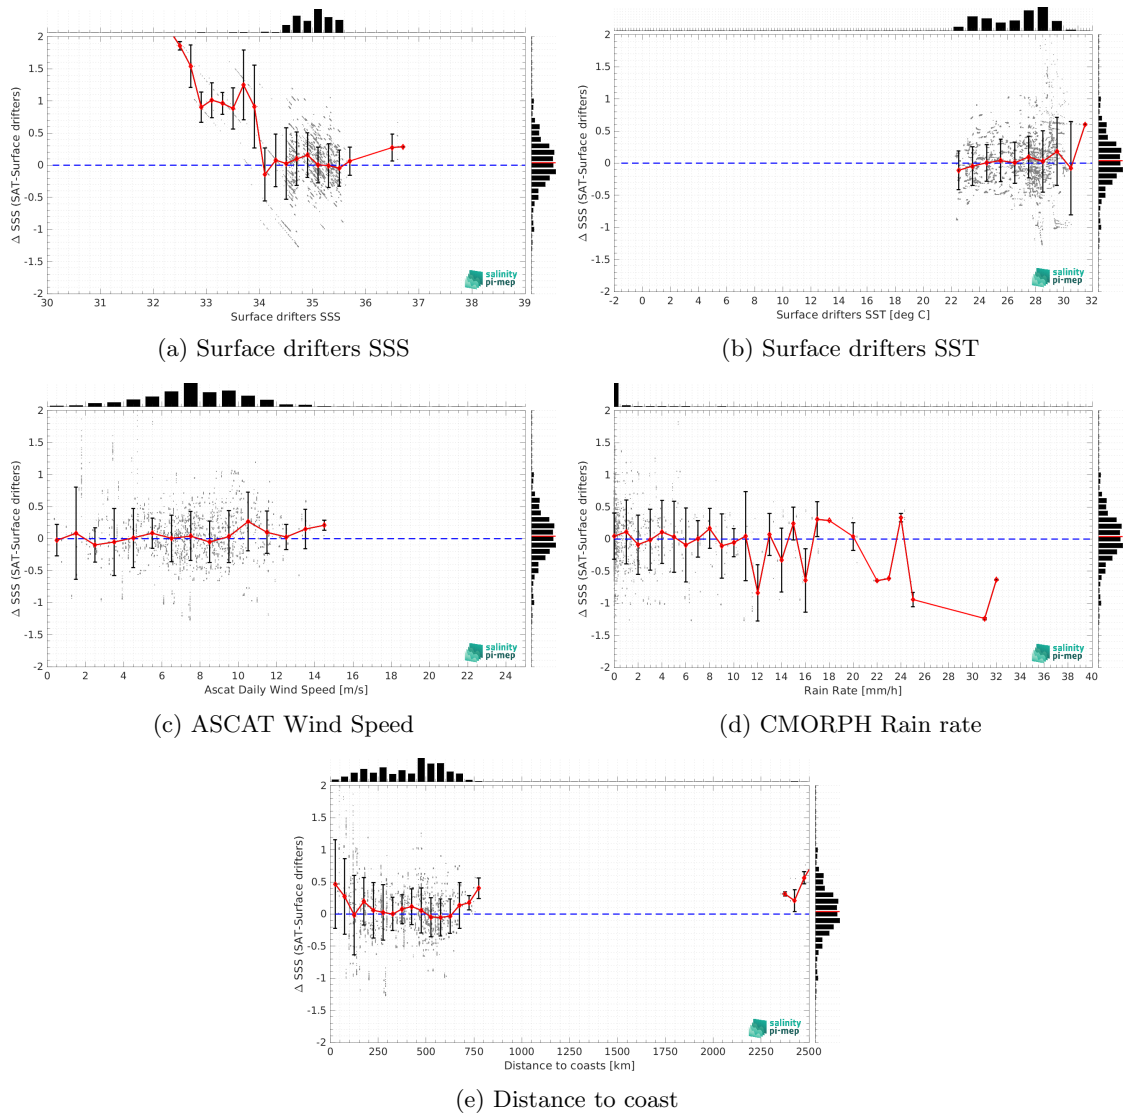 2
1.5
1
0.5
0
-0.5
-1
-1.5
-2
Δ SSS (SAT-Surface drifters)
salinity
pi-mep
30 31 32 33 34 35 36 37 38 39
Surface drifters SSS
(a) Surface drifters SSS
2
1.5
1
0.5
0
-0.5
-1
-1.5
-2
Δ SSS (SAT-Surface drifters)
salinity
pi-mep
-2 0 2 4 6 8 10 12 14 16 18 20 22 24 26 28 30 32
Surface drifters SST [deg C]
(b) Surface drifters SST
2
1.5
1
0.5
0
-0.5
-1
-1.5
-2
Δ SSS (SAT-Surface drifters)
salinity
pi-mep
0 2 4 6 8 10 12 14 16 18 20 22 24
Ascat Daily Wind Speed [m/s]
(c) ASCAT Wind Speed
2
1.5
1
0.5
0
-0.5
-1
-1.5
-2
Δ SSS (SAT-Surface drifters)
salinity
pi-mep
0 2 4 6 8 10 12 14 16 18 20 22 24 26 28 30 32 34 36 38 40
Rain Rate [mm/h]
(d) CMORPH Rain rate
2
1.5
1
0.5
0
-0.5
-1
-1.5
-2
Δ SSS (SAT-Surface drifters)
salinity
pi-mep
0 250 500 750 1000 1250 1500 1750 2000 2250 2500
Distance to coasts [km]
(e) Distance to coast